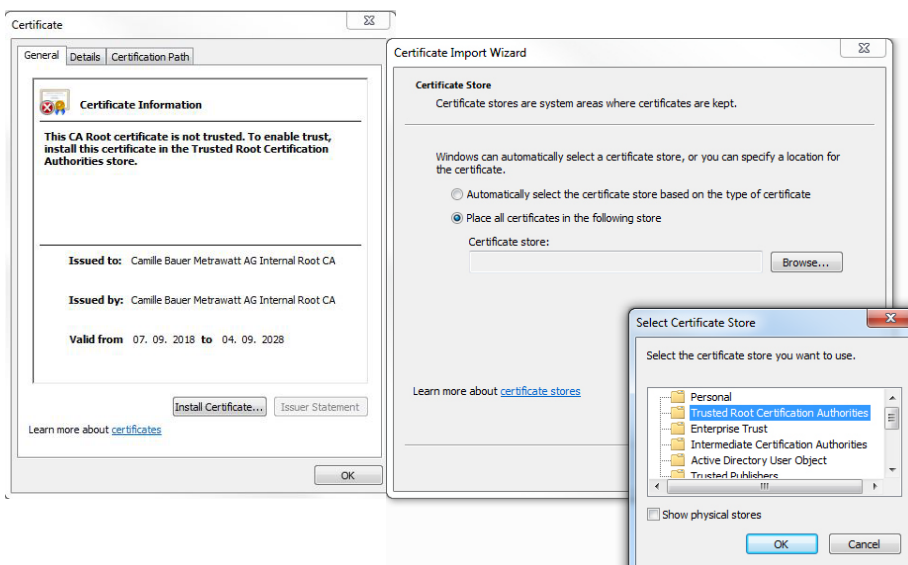 Certificate
General Details Certification Path
Certificate Information
This CA Root certificate is not trusted. To enable trust,
install this certificate in the Trusted Root Certification
Authorities store.
Issued to: Camille Bauer Metrawatt AG Internal Root CA
Issued by: Camille Bauer Metrawatt AG Internal Root CA
Valid from 07. 09. 2018 to 04. 09. 2028
Install Certificate... Issuer Statement
Learn more about certificates
OK
Certificate Import Wizard
Certificate Store
Certificate stores are system areas where certificates are kept.
Windows can automatically select a certificate store, or you can specify a location for
the certificate.
Automatically select the certificate store based on the type of certificate
Place all certificates in the following store
Certificate store:
Browse...
Learn more about certificate stores
Select Certificate Store
Select the certificate store you want to use.
Personal
Trusted Root Certification Authorities
Enterprise Trust
Intermediate Certification Authorities
Active Directory User Object
Trusted Publishers
Show physical stores
OK Cancel